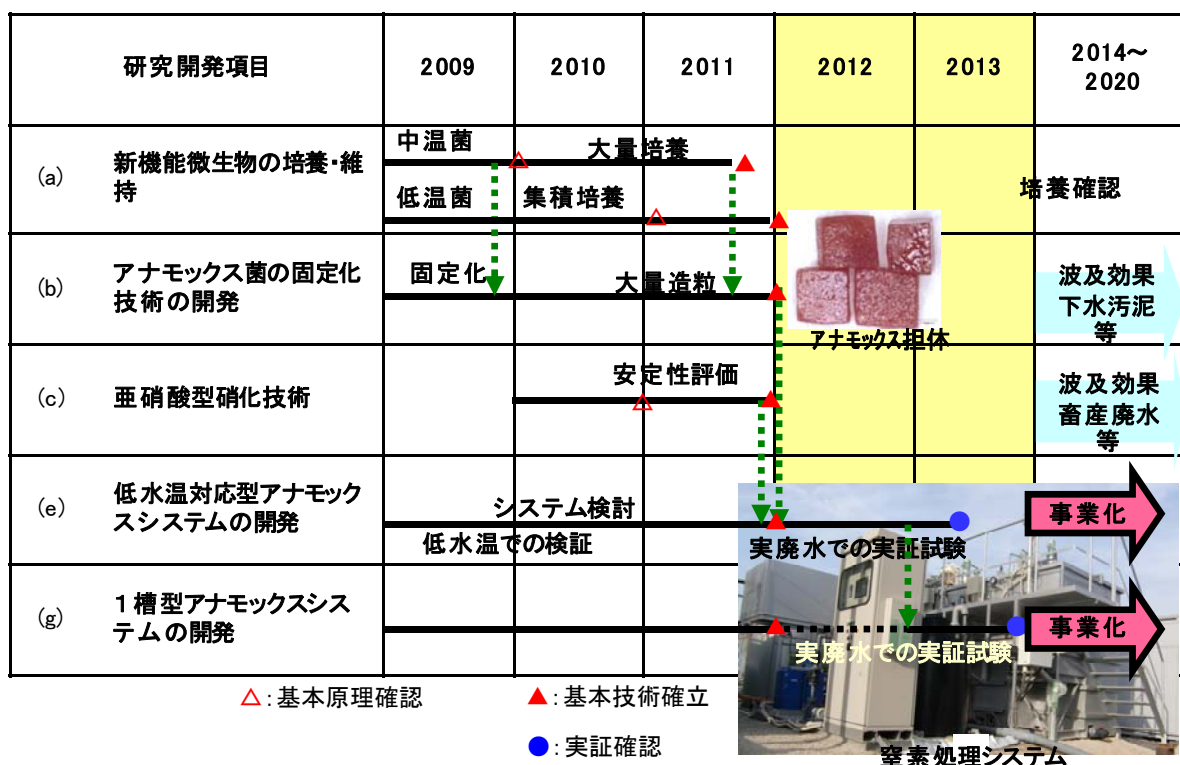 研究開発項目
2009
2010
2011
2012
2013
2014～
2020
(a)
新機能微生物の培養・維
持
中温菌
大量培養
低温菌
集積培養
培養確認
(b)
アナモックス菌の固定化
技術の開発
固定化
大量造粒
アナモックス担体
波及効果
下水汚泥
等
(c)
亜硝酸型硝化技術
安定性評価
波及効果
畜産廃水
等
(e)
低水温対応型アナモック
スシステムの開発
システム検討
低水温での検証
実廃水での実証試験
事業化
(g)
１槽型アナモックスシス
テムの開発
実廃水での実証試験
事業化
△：基本原理確認
▲：基本技術確立
●：実証確認
窒素処理システム